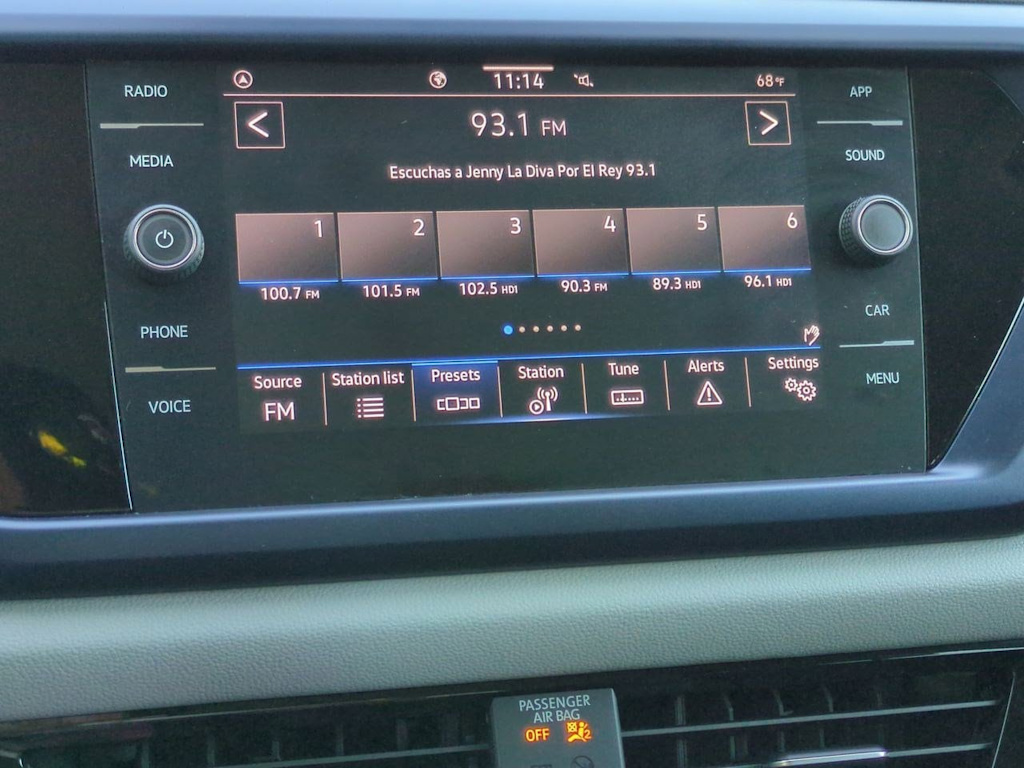 RADIO
MEDIA
PHONE
VOICE
11:14
68°F
93.1 FM
Escuchas a Jenny La Diva Por El Rey 93.1
1 2 3 4 5 6
100.7 FM 101.5 FM 102.5 HD1 90.3 FM 89.3 HD1 96.1 HD1
Source Station list Presets Station Tune Alerts Settings
FM
APP
SOUND
CAR
MENU
PASSENGER
AIR BAG
OFF 2